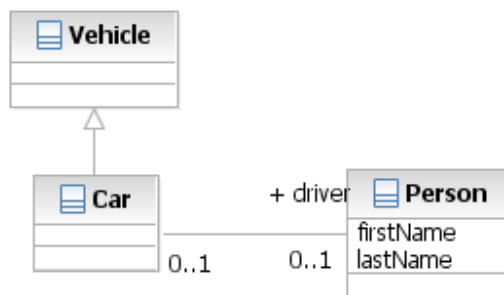 Vehicle
Car
+ driver
Person
firstName
lastName
0..1
0..1